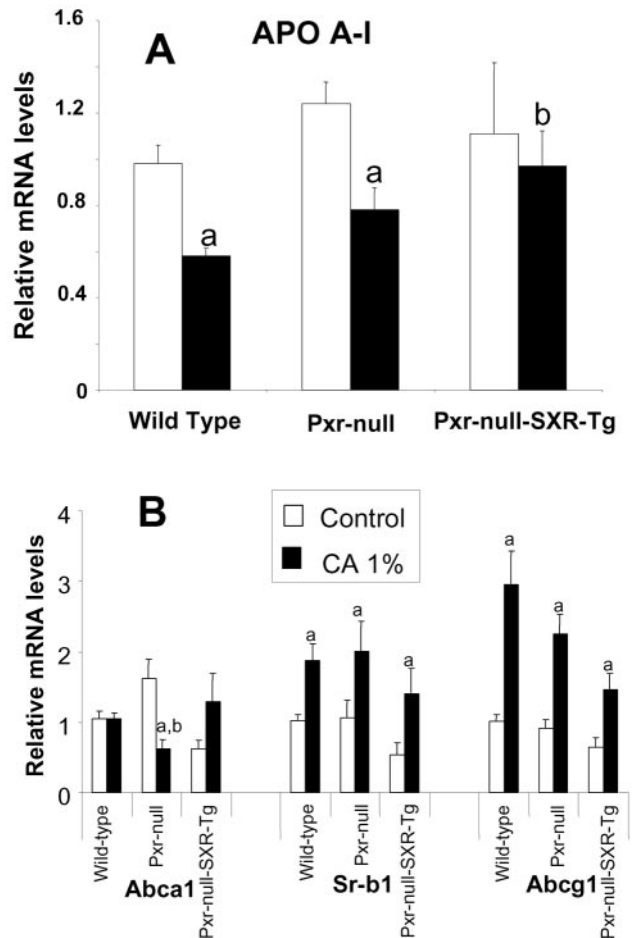 A
APO A-I
Relative mRNA levels
1.6
1.2
0.8
0.4
0
a
a
b
Wild Type
Pxr-null
Pxr-null-SXR-Tg
B
Control
CA 1%
Relative mRNA levels
4
3
2
1
0
a,b
a
a
a
a
a
a
Wild-type
Pxr-null
Pxr-null-SXR-Tg
Wild-type
Pxr-null
Pxr-null-SXR-Tg
Wild-type
Pxr-null
Pxr-null-SXR-Tg
Abca1
Sr-b1
Abcg1